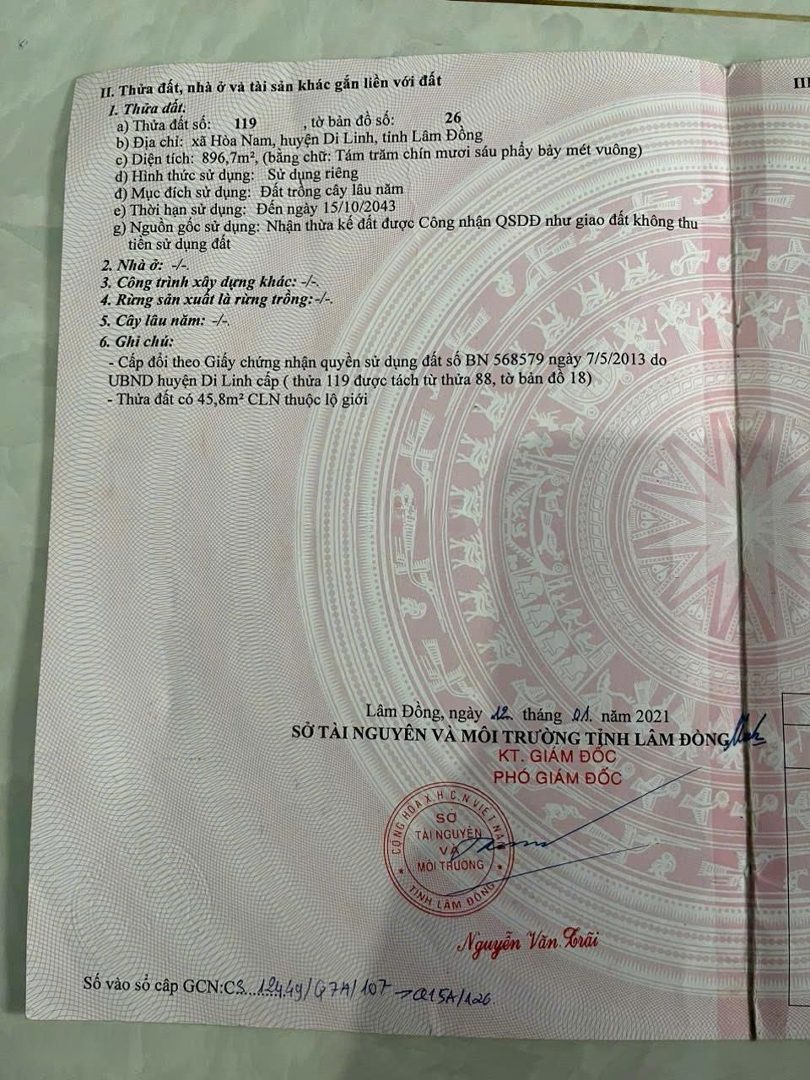 II. Thửa đất, nhà ở và tài sản khác gắn liền với đất
1. Thửa đất:
a) Thửa đất số: 119 , tờ bản đồ số: 26
b) Địa chỉ: xã Hòa Nam, huyện Di Linh, tỉnh Lâm Đồng
c) Diện tích: 896,7m², (bằng chữ: Tám trăm chín mươi sáu phẩy bảy mét vuông)
d) Hình thức sử dụng: Sử dụng riêng
đ) Mục đích sử dụng: Đất trồng cây lâu năm
e) Thời hạn sử dụng: Đến ngày 15/10/2043
g) Nguồn gốc sử dụng: Nhận thừa kế đất được Công nhận QSDĐ như giao đất không thu
tiền sử dụng đất
2. Nhà ở: -/-.
3. Công trình xây dựng khác: -/-.
4. Rừng sản xuất là rừng trồng:-/-.
5. Cây lâu năm: -/-.
6. Ghi chú:
- Cấp đổi theo Giấy chứng nhận quyền sử dụng đất số BN 568579 ngày 7/5/2013 do
UBND huyện Di Linh cấp ( thửa 119 được tách từ thửa 88, tờ bản đồ 18)
- Thửa đất có 45,8m² CLN thuộc lộ giới
III
Lâm Đồng, ngày 12. tháng 01. năm 2021
SỞ TÀI NGUYÊN VÀ MÔI TRƯỜNG TỈNH LÂM ĐỒNG
KT. GIÁM ĐỐC
PHÓ GIÁM ĐỐC
CỘNG HÒA X.H.C.N VIỆT NAM
SỞ
TÀI NGUYÊN
VÀ
MÔI TRƯỜNG
TỈNH LÂM ĐỒNG
Nguyễn Văn Trãi
Số vào sổ cấp GCN:CS 12449/Q7A/107 → Q15A/126